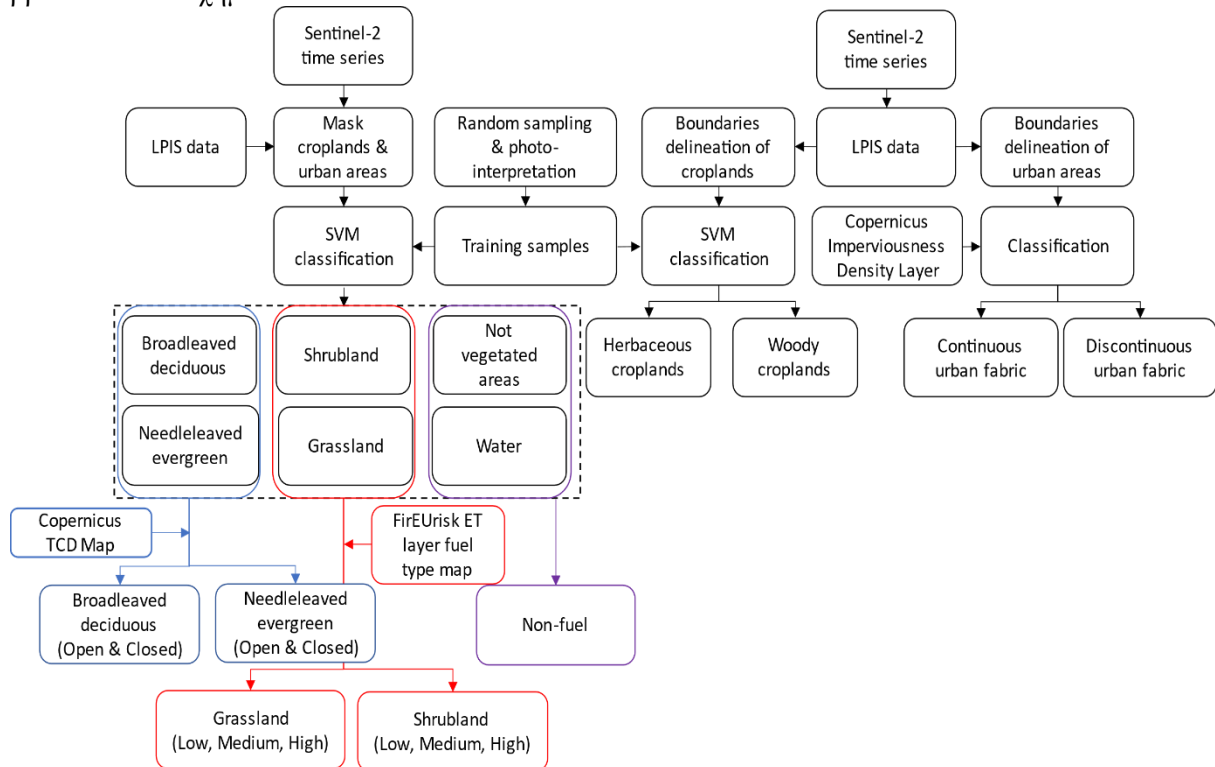 Sentinel-2
time series
Sentinel-2
time series
LPIS data
Mask
croplands &
urban areas
Random sampling
& photo-
interpretation
Boundaries
delineation of
croplands
LPIS data
Boundaries
delineation of
urban areas
SVM
classification
Training samples
SVM
classification
Copernicus
Imperviousness
Density Layer
Classification
Broadleaved
deciduous
Shrubland
Not
vegetated
areas
Herbaceous
croplands
Woody
croplands
Continuous
urban fabric
Discontinuous
urban fabric
Needleleaved
evergreen
Grassland
Water
Copernicus
TCD Map
FirEUrisk ET
layer fuel
type map
Broadleaved
deciduous
(Open & Closed)
Needleleaved
evergreen
(Open & Closed)
Non-fuel
Grassland
(Low, Medium, High)
Shrubland
(Low, Medium, High)